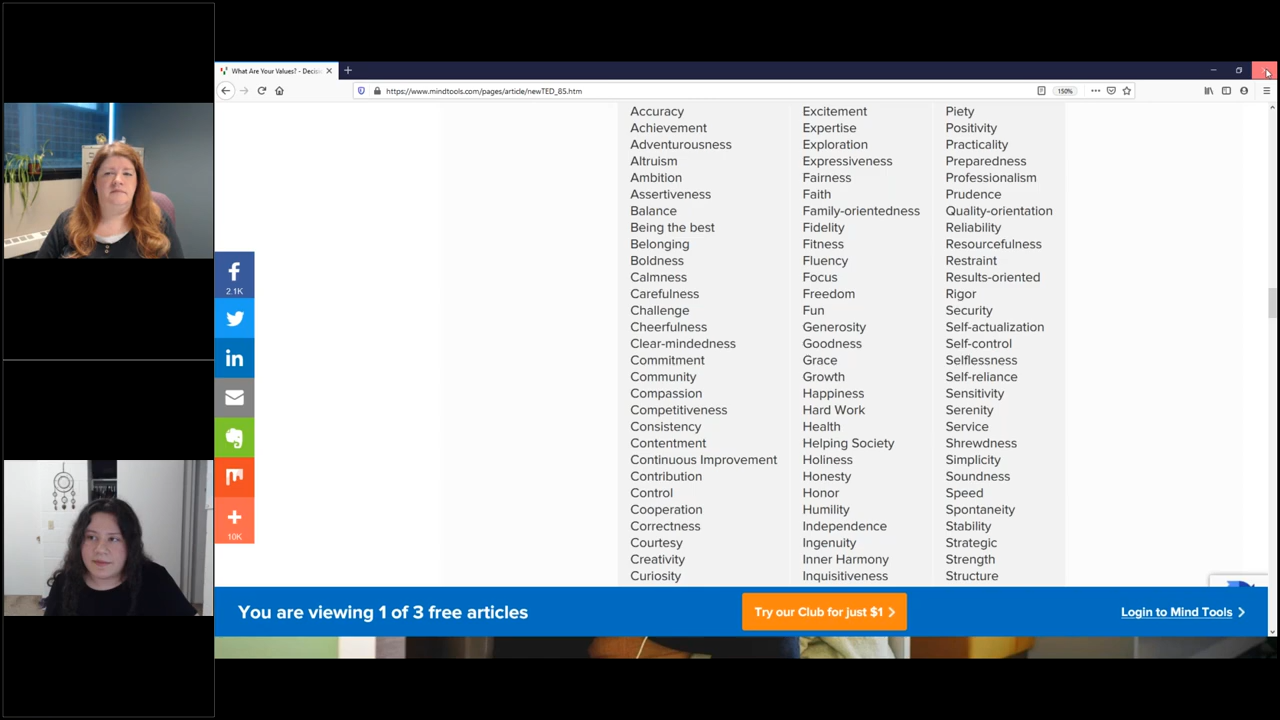 What Are Your Values? - Decisi
https://www.mindtools.com/pages/article/newTED_85.htm
150%
Accuracy
Achievement
Adventurousness
Altruism
Ambition
Assertiveness
Balance
Being the best
Belonging
Boldness
Calmness
Carefulness
Challenge
Cheerfulness
Clear-mindedness
Commitment
Community
Compassion
Competitiveness
Consistency
Contentment
Continuous Improvement
Contribution
Control
Cooperation
Correctness
Courtesy
Creativity
Curiosity
Excitement
Expertise
Exploration
Expressiveness
Fairness
Faith
Family-orientedness
Fidelity
Fitness
Fluency
Focus
Freedom
Fun
Generosity
Goodness
Grace
Growth
Happiness
Hard Work
Health
Helping Society
Holiness
Honesty
Honor
Humility
Independence
Ingenuity
Inner Harmony
Inquisitiveness
Piety
Positivity
Practicality
Preparedness
Professionalism
Prudence
Quality-orientation
Reliability
Resourcefulness
Restraint
Results-oriented
Rigor
Security
Self-actualization
Self-control
Selflessness
Self-reliance
Sensitivity
Serenity
Service
Shrewdness
Simplicity
Soundness
Speed
Spontaneity
Stability
Strategic
Strength
Structure
2.1K
10K
You are viewing 1 of 3 free articles
Try our Club for just $1
Login to Mind Tools